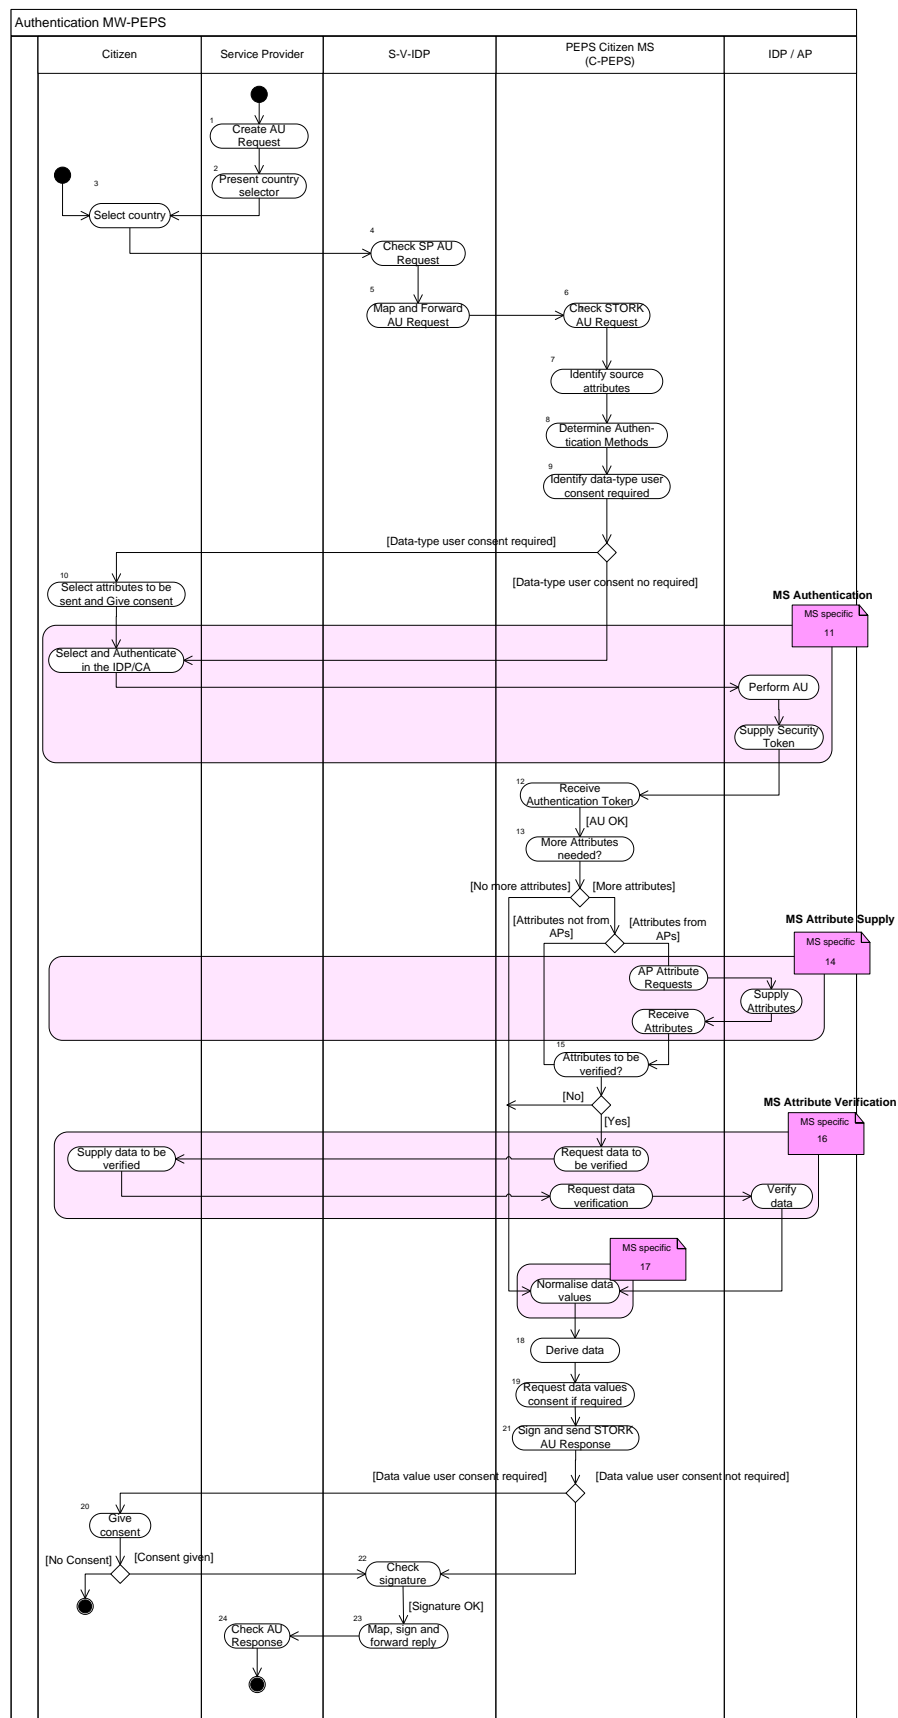 Authentication MW-PEPS
Citizen
Service Provider
S-V-IDP
PEPS Citizen MS
(C-PEPS)
IDP / AP
1
Create AU
Request
2
Present country
selector
3
Select country
4
Check SP AU
Request
5
Map and Forward
AU Request
6
Check STORK
AU Request
7
Identify source
attributes
8
Determine Authen-
tication Methods
9
Identify data-type user
consent required
[Data-type user consent required]
[Data-type user consent no required]
10
Select attributes to be
sent and Give consent
MS Authentication
MS specific
11
Select and Authenticate
in the IDP/CA
Perform AU
Supply Security
Token
12
Receive
Authentication Token
[AU OK]
13
More Attributes
needed?
[No more attributes]
[More attributes]
[Attributes not from
APs]
[Attributes from
APs]
MS Attribute Supply
MS specific
14
AP Attribute
Requests
Supply
Attributes
Receive
Attributes
15
Attributes to be
verified?
[No]
[Yes]
MS Attribute Verification
MS specific
16
Supply data to be
verified
Request data to
be verified
Request data
verification
Verify
data
MS specific
17
Normalise data
values
18
Derive data
19
Request data values
consent if required
21
Sign and send STORK
AU Response
[Data value user consent required]
[Data value user consent not required]
20
Give
consent
[No Consent]
[Consent given]
22
Check
signature
[Signature OK]
23
Map, sign and
forward reply
24
Check AU
Response